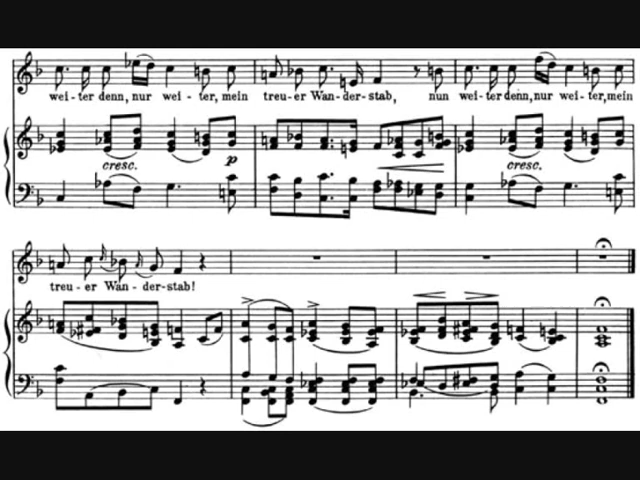 wei-ter denn, nur wei - ter, mein treu-er Wan-der-stab, nun wei-ter denn, nur wei-ter, mein
cresc. p cresc.
treu - er Wan-der-stab!